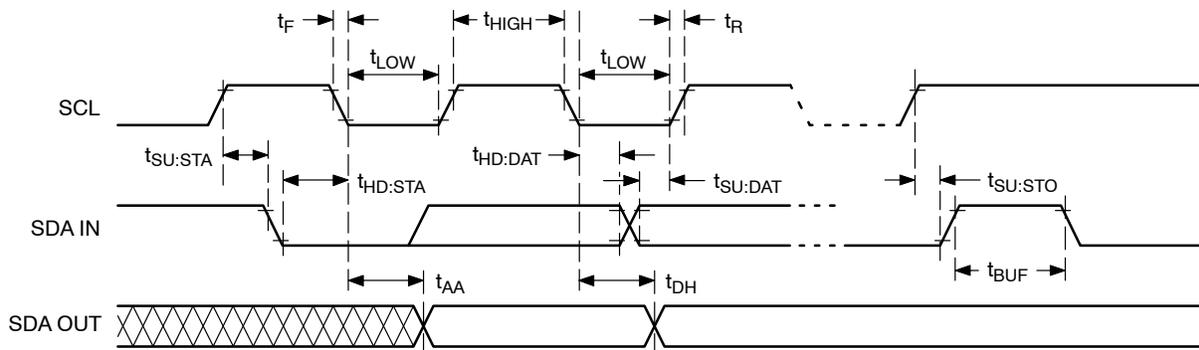 tF
tHIGH
tR
tLOW
tLOW
SCL
tSU:STA
tHD:DAT
tHD:STA
tSU:DAT
tSU:STO
SDA IN
tBUF
tAA
tDH
SDA OUT